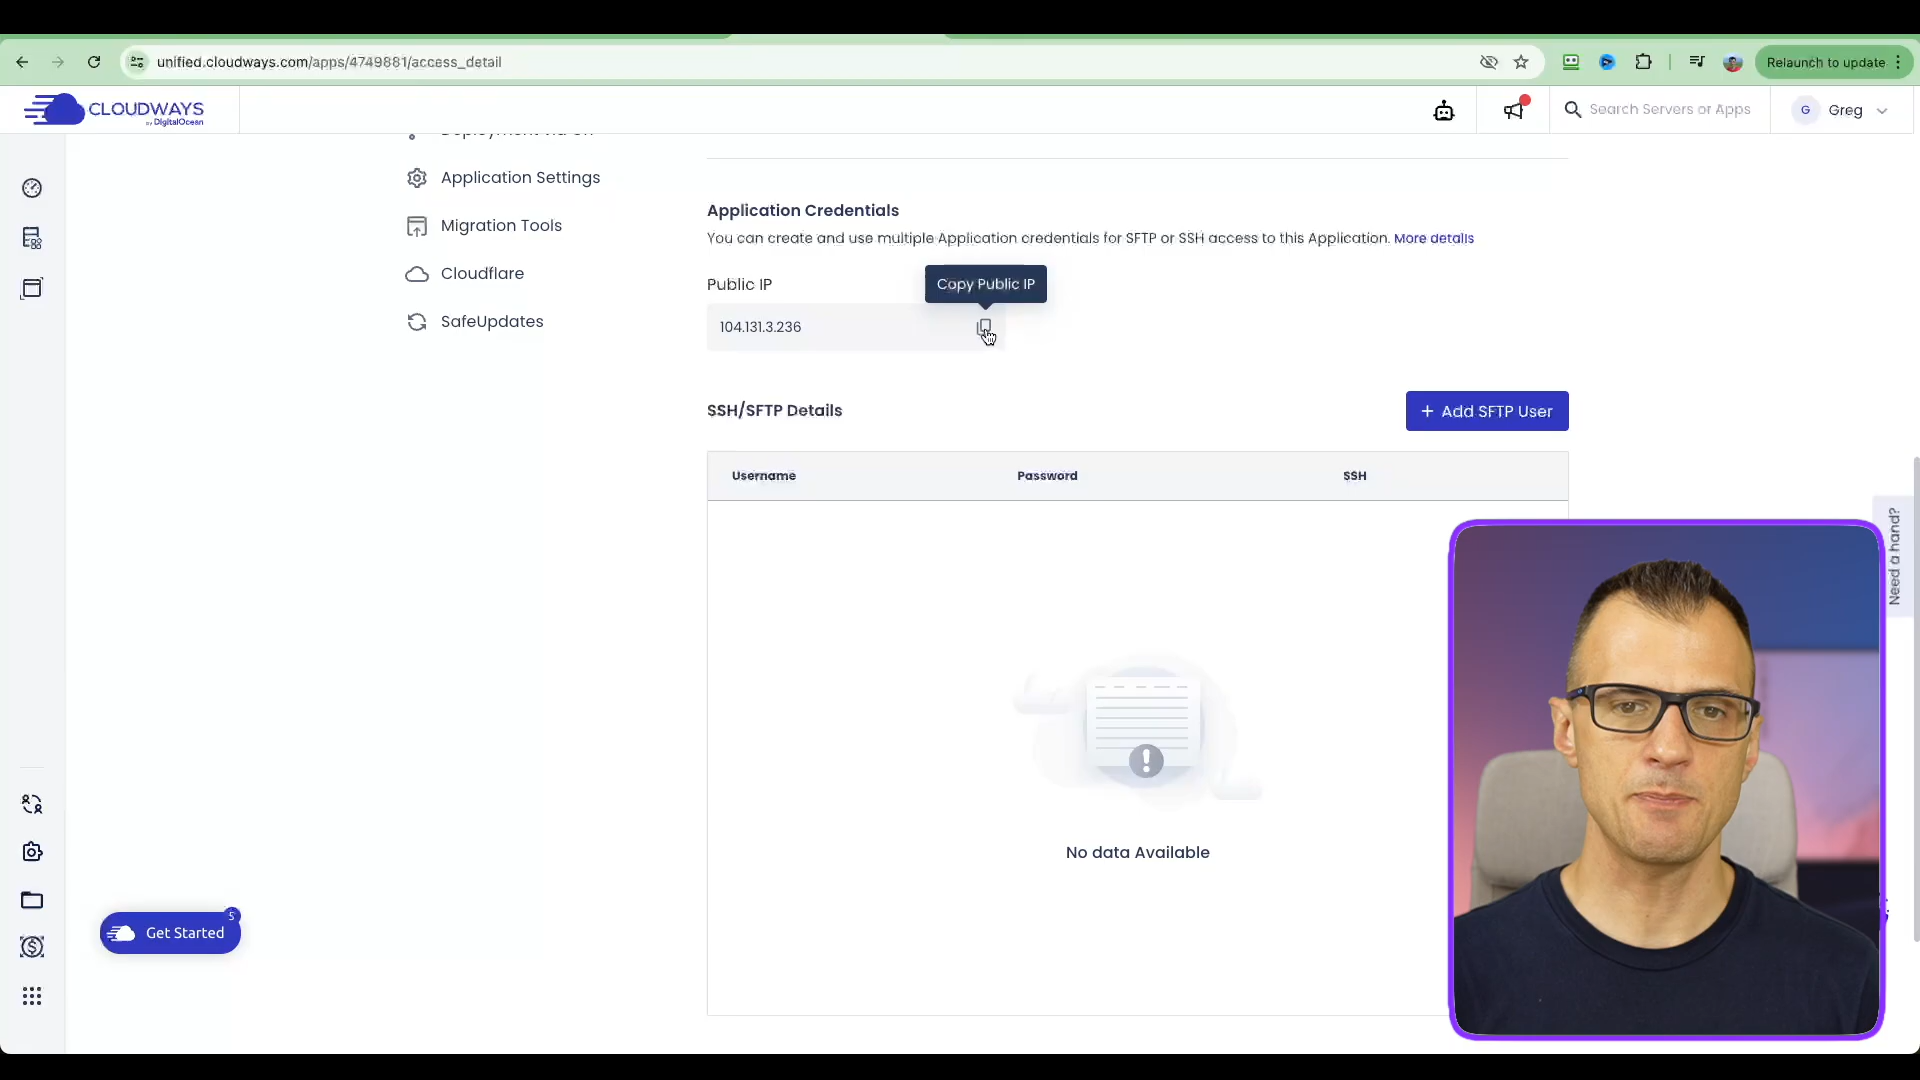 unified.cloudways.com/apps/4749881/access_detail
Relaunch to update
CLOUDWAYS
by DigitalOcean
Search Servers or Apps
G
Greg
Deployment Via Git
Application Settings
Migration Tools
Cloudflare
SafeUpdates
Application Credentials
You can create and use multiple Application credentials for SFTP or SSH access to this Application. More details
Public IP
Copy Public IP
104.131.3.236
SSH/SFTP Details
+ Add SFTP User
Username
Password
SSH
No data Available
Need a hand?
Get Started
5